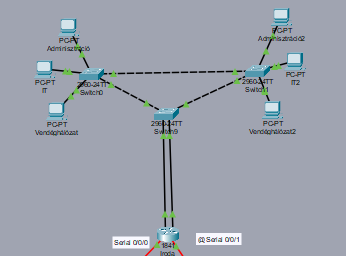 PC-PT
Adminisztráció
PC-PT
IT
PC-PT
Vendéghálózat
2960-24TT
Switch0
2960-24TT
Switch9
PC-PT
Adminisztráció2
2960-24TT
Switch1
PC-PT
IT2
PC-PT
Vendéghálózat2
Serial 0/0/0
@Serial 0/0/1
1841
Iroda